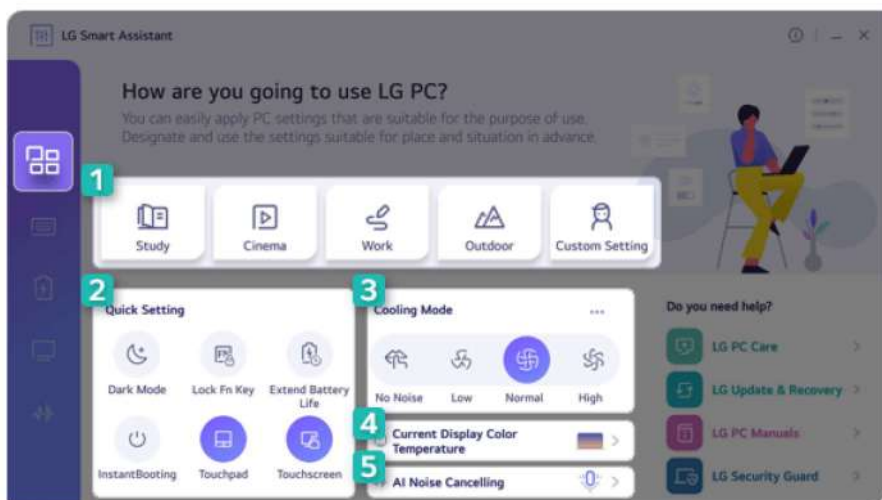 LG Smart Assistant
How are you going to use LG PC?
You can easily apply PC settings that are suitable for the purpose of use.
Designate and use the settings suitable for place and situation in advance.
1
Study
Cinema
Work
Outdoor
Custom Setting
2
Quick Setting
Dark Mode
Lock Fn Key
Extend Battery
Life
InstantBooting
Touchpad
Touchscreen
3
Cooling Mode
No Noise
Low
Normal
High
4
Current Display Color
Temperature
5
AI Noise Cancelling
Do you need help?
LG PC Care
LG Update & Recovery
LG PC Manuals
LG Security Guard